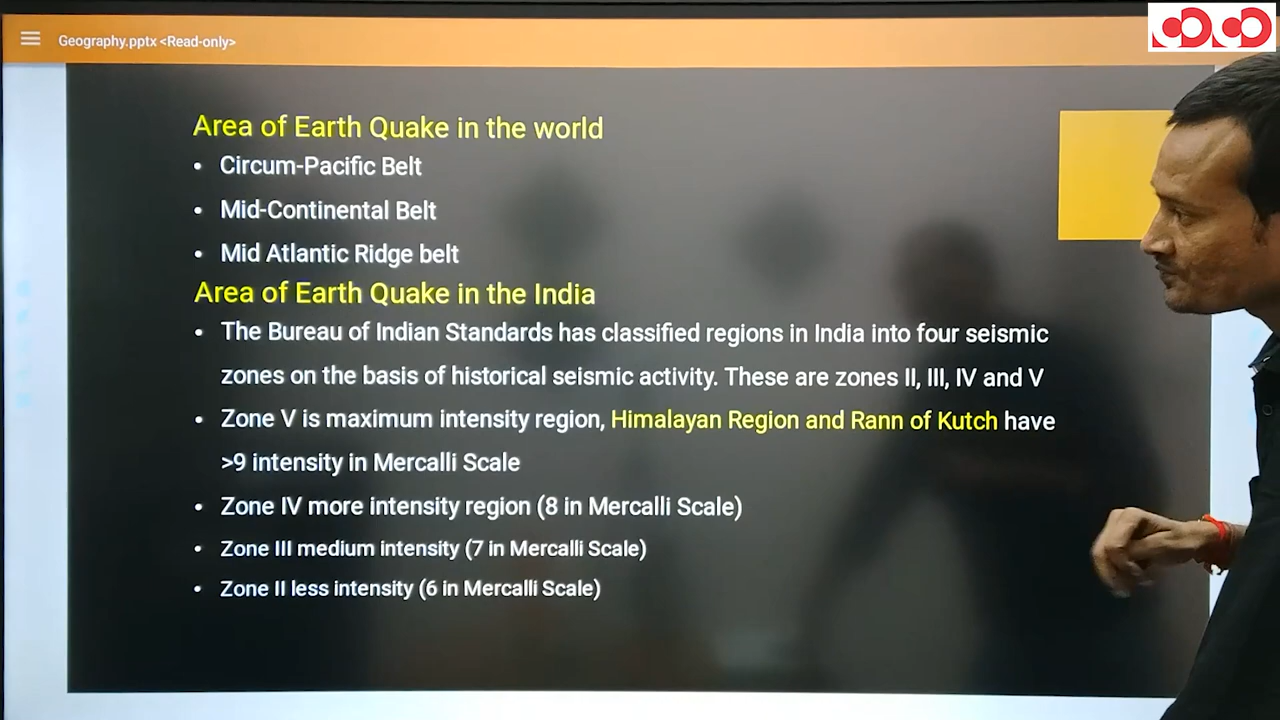 Geography.pptx <Read-only>
Area of Earth Quake in the world
• Circum-Pacific Belt
• Mid-Continental Belt
• Mid Atlantic Ridge belt
Area of Earth Quake in the India
• The Bureau of Indian Standards has classified regions in India into four seismic
zones on the basis of historical seismic activity. These are zones II, III, IV and V
• Zone V is maximum intensity region, Himalayan Region and Rann of Kutch have
>9 intensity in Mercalli Scale
• Zone IV more intensity region (8 in Mercalli Scale)
• Zone III medium intensity (7 in Mercalli Scale)
• Zone II less intensity (6 in Mercalli Scale)